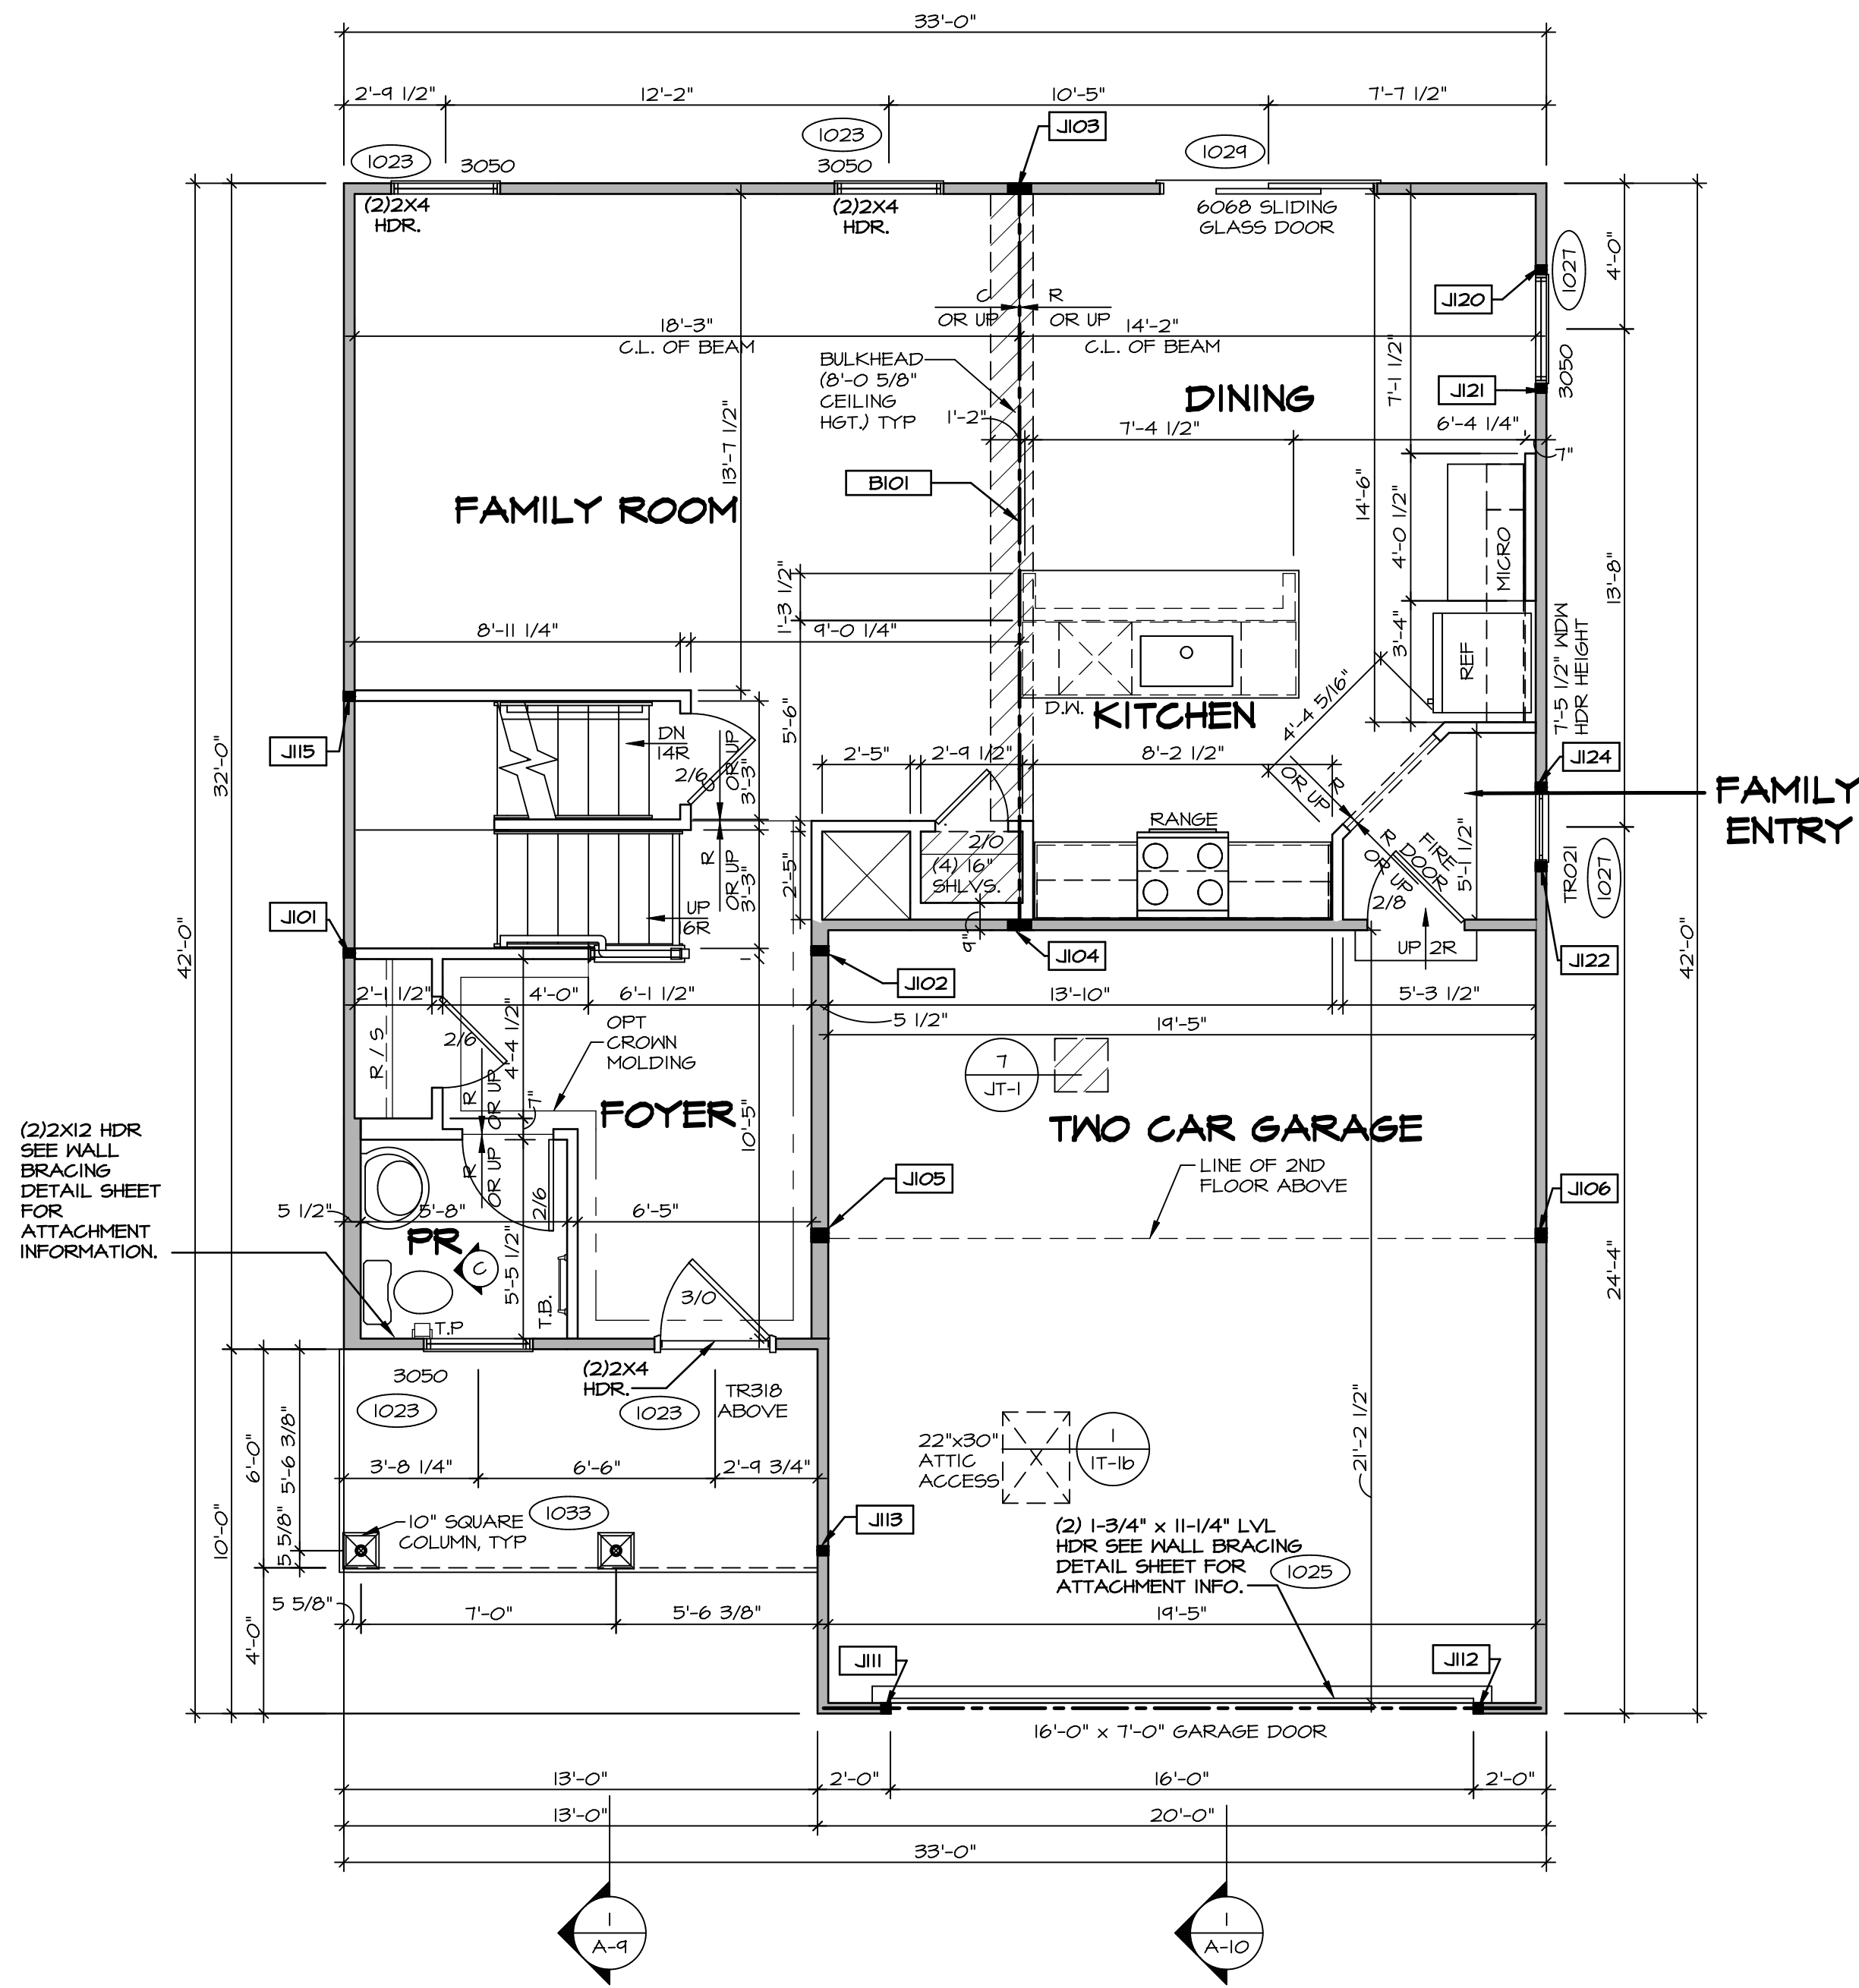 33'-0"
2'-9 1/2"
12'-2"
10'-5"
7'-7 1/2"
J103
1023
1023
1029
3050
3050
(2)2X4
HDR.
(2)2X4
HDR.
6068 SLIDING
GLASS DOOR
1027
4'-0"
J120
C
OR UP
R
OR UP
18'-3"
C.L. OF BEAM
14'-2"
C.L. OF BEAM
BULKHEAD
(8'-0 5/8"
CEILING
HGT.) TYP
7'-1 1/2"
3050
J121
DINING
1'-2"
7'-4 1/2"
6'-4 1/4"
7"
13'-7 1/2"
B101
FAMILY ROOM
14'-6"
4'-0 1/2"
MICRO
13'-8"
1'-3 1/2"
8'-11 1/4"
9'-0 1/4"
3'-4"
REF
7'-5 1/2" WDW
HDR HEIGHT
D.W.
KITCHEN
4'-4 5/16"
J115
DN
14R
2/6
C
OR UP
3'-3"
5'-6"
2'-5"
2'-9 1/2"
8'-2 1/2"
R
OR UP
J124
FAMILY
ENTRY
32'-0"
42'-0"
RANGE
2/0
(4) 16"
SHLVS.
R
OR UP
FIRE
DOOR
5'-1 1/2"
2/8
TR021
1027
R
OR UP
3'-3"
2'-5"
J101
UP
16R
9"
J104
UP 2R
J122
42'-0"
J102
2'-1 1/2"
4'-0"
6'-1 1/2"
13'-10"
5'-3 1/2"
5 1/2"
19'-5"
R / S
2/6
4'-4 1/2"
OPT
CROWN
MOLDING
7
JT-1
R
OR UP
7"
FOYER
10'-5"
TWO CAR GARAGE
(2)2X12 HDR
SEE WALL
BRACING
DETAIL SHEET
FOR
ATTACHMENT
INFORMATION.
R
OR UP
2/6
J105
LINE OF 2ND
FLOOR ABOVE
J106
5 1/2"
5'-8"
6'-5"
PR
C
5'-5 1/2"
T.B.
T.P
3/0
24'-4"
3050
1023
(2)2X4
HDR.
1023
TR318
ABOVE
21'-2 1/2"
22"x30"
ATTIC
ACCESS
1
1T-1b
6'-0"
5'-6 3/8"
3'-8 1/4"
6'-6"
2'-9 3/4"
10'-0"
5 5/8"
10" SQUARE
COLUMN, TYP
1033
J113
(2) 1-3/4" x 11-1/4" LVL
HDR SEE WALL BRACING
DETAIL SHEET FOR
ATTACHMENT INFO.
1025
5 5/8"
7'-0"
5'-6 3/8"
19'-5"
4'-0"
J111
J112
16'-0" x 7'-0" GARAGE DOOR
13'-0"
2'-0"
16'-0"
2'-0"
13'-0"
20'-0"
33'-0"
1
A-9
1
A-10